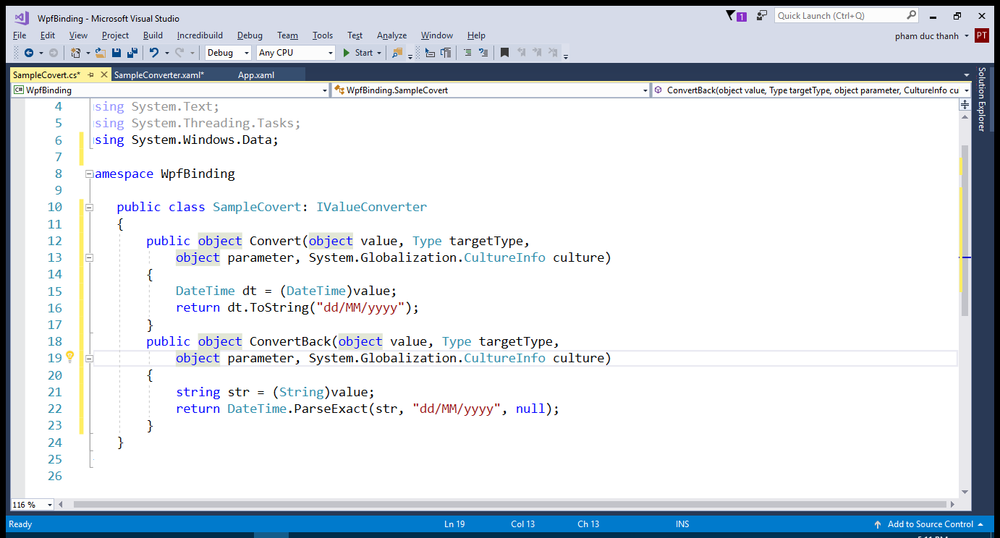 WpfBinding - Microsoft Visual Studio
1
Quick Launch (Ctrl+Q)
File Edit View Project Build Incredibuild Debug Team Tools Test Analyze Window Help
pham duc thanh PT
Debug Any CPU Start
SampleCovert.cs* SampleConverter.xaml* App.xaml
Solution Explorer
C# WpfBinding WpfBinding.SampleCovert ConvertBack(object value, Type targetType, object parameter, CultureInfo cu
4 sing System.Text;
5 sing System.Threading.Tasks;
6 sing System.Windows.Data;
7
8 amespace WpfBinding
9
10 public class SampleCovert: IValueConverter
11 {
12 public object Convert(object value, Type targetType,
13 object parameter, System.Globalization.CultureInfo culture)
14 {
15 DateTime dt = (DateTime)value;
16 return dt.ToString("dd/MM/yyyy");
17 }
18 public object ConvertBack(object value, Type targetType,
19 object parameter, System.Globalization.CultureInfo culture)
20 {
21 string str = (String)value;
22 return DateTime.ParseExact(str, "dd/MM/yyyy", null);
23 }
24 }
25
26
116 %
Ready Ln 19 Col 13 Ch 13 INS Add to Source Control